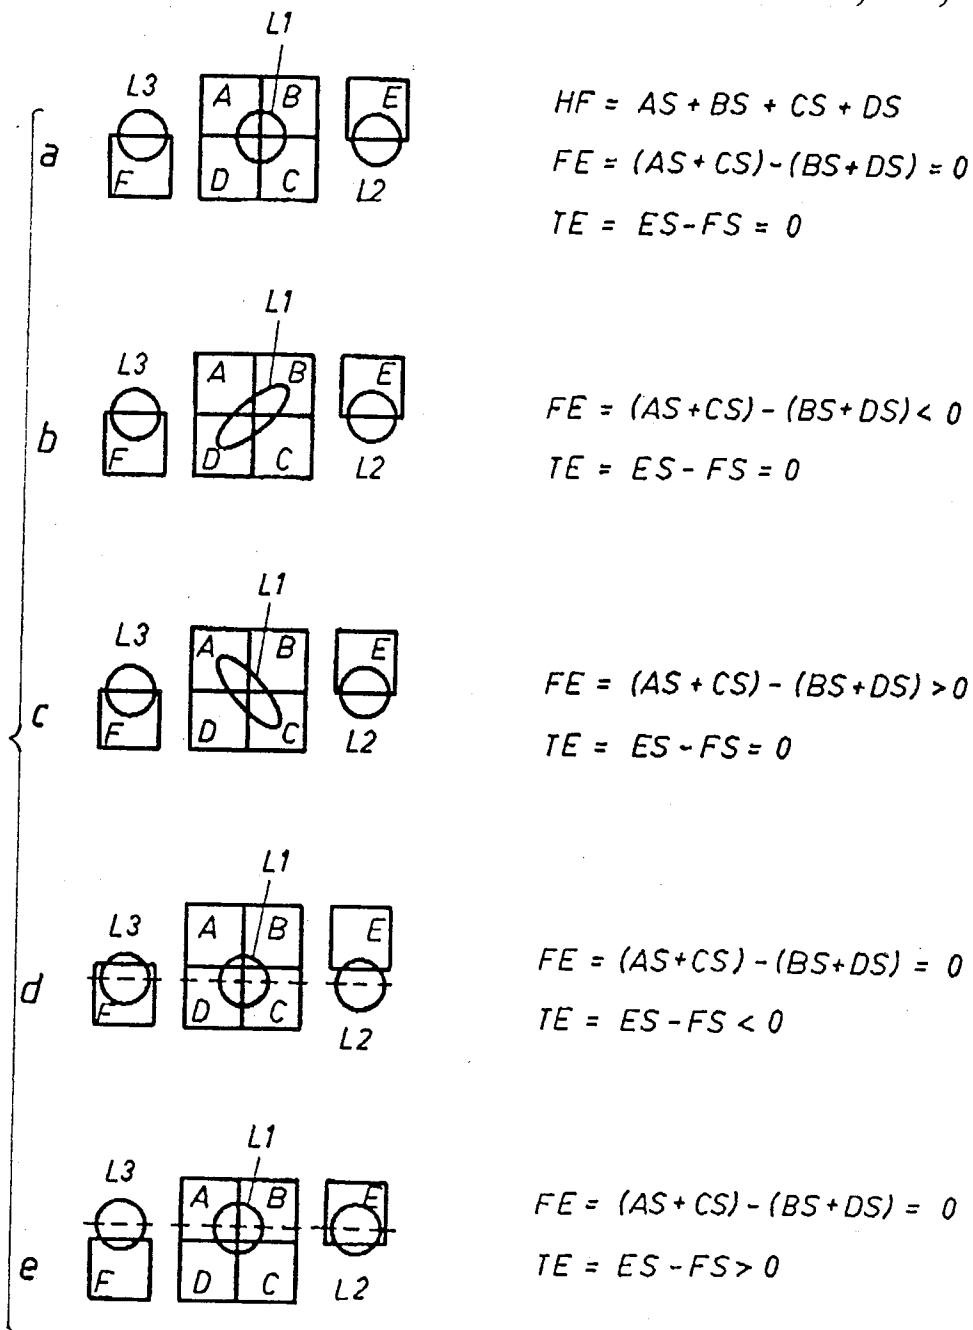 L1
L3 A B E
a F D C L2
HF = AS + BS + CS + DS
FE = (AS + CS) - (BS + DS) = 0
TE = ES - FS = 0
L1
L3 A B E
b F D C L2
FE = (AS + CS) - (BS + DS) < 0
TE = ES - FS = 0
L1
L3 A B E
c F D C L2
FE = (AS + CS) - (BS + DS) > 0
TE = ES - FS = 0
L1
L3 A B E
d F D C L2
FE = (AS + CS) - (BS + DS) = 0
TE = ES - FS < 0
L1
L3 A B E
e F D C L2
FE = (AS + CS) - (BS + DS) = 0
TE = ES - FS > 0